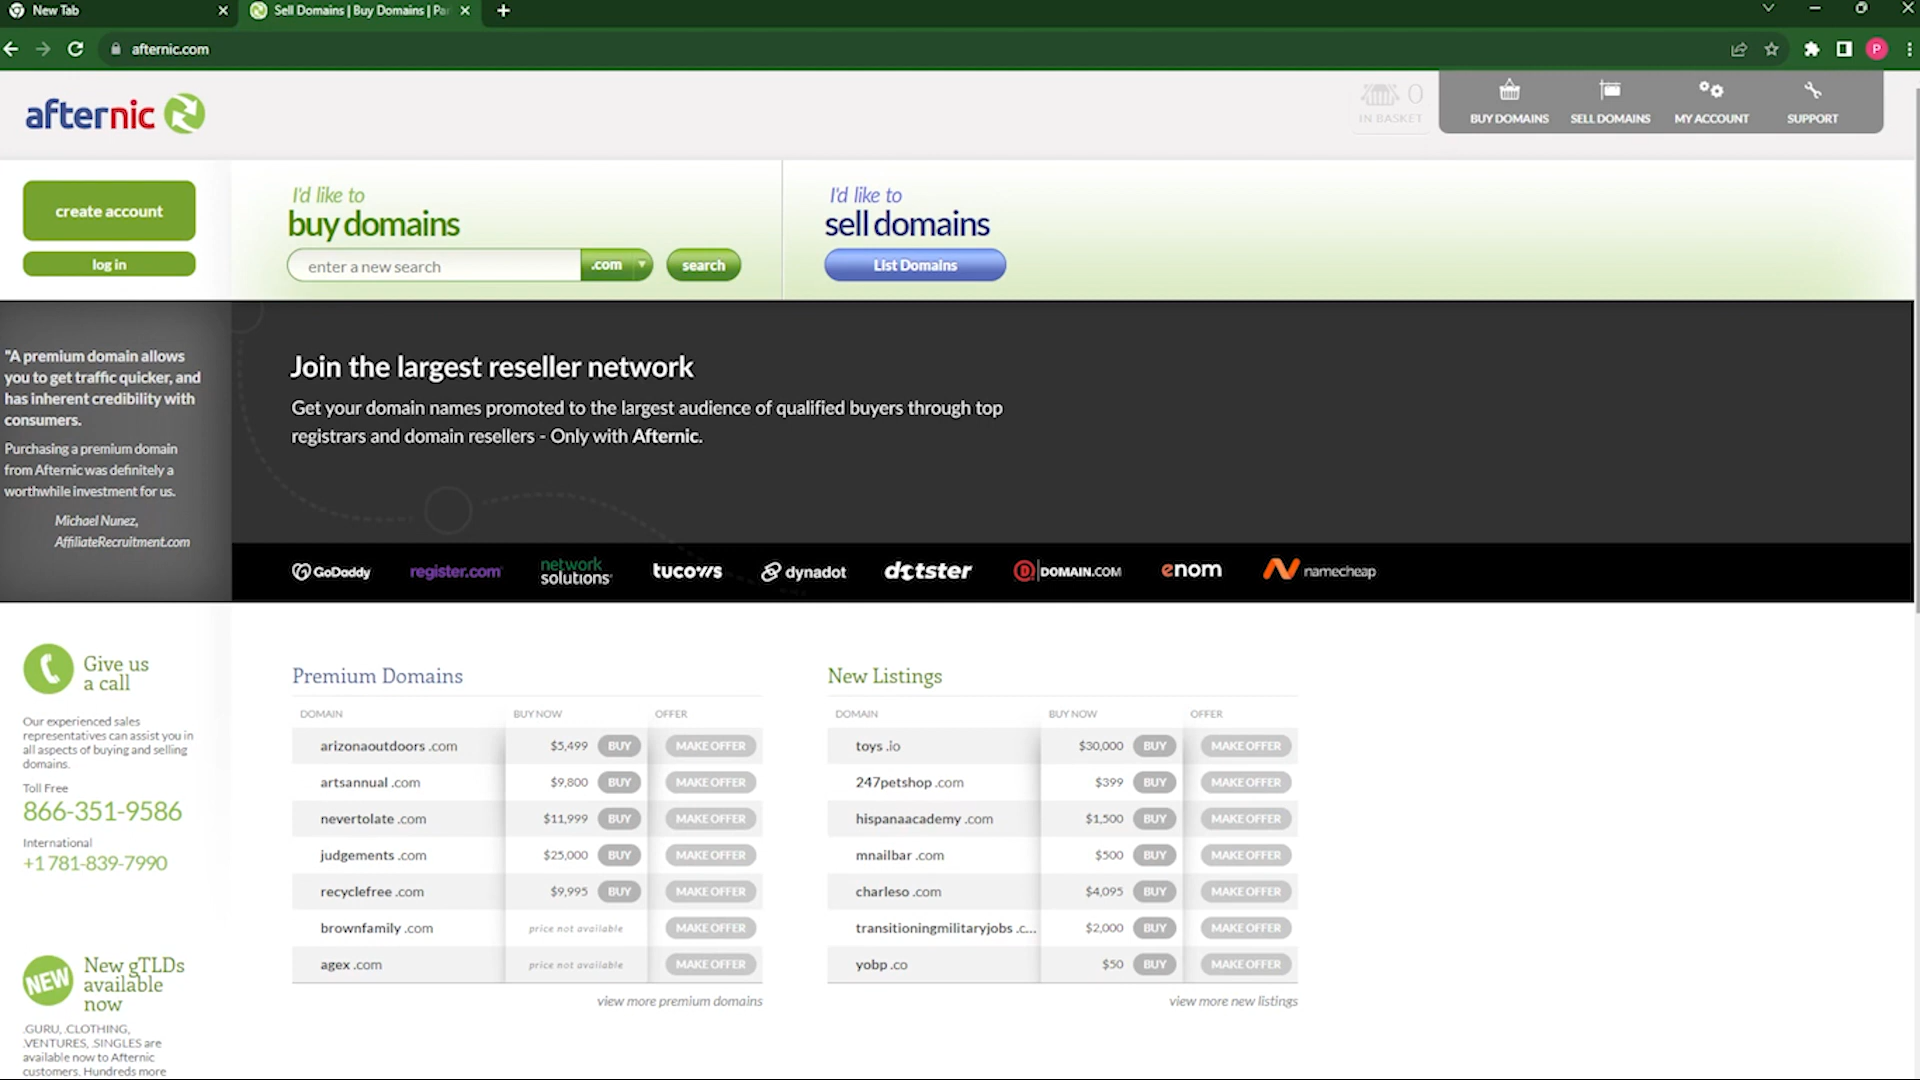 New Tab
Sell Domains | Buy Domains | Par
afternic.com
P
afternic
0
IN BASKET
BUY DOMAINS
SELL DOMAINS
MY ACCOUNT
SUPPORT
create account
log in
I'd like to
buy domains
enter a new search
.com
search
I'd like to
sell domains
List Domains
"A premium domain allows
you to get traffic quicker, and
has inherent credibility with
consumers.
Purchasing a premium domain
from Afternic was definitely a
worthwhile investment for us.
Michael Nunez,
AffiliateRecruitment.com
Join the largest reseller network
Get your domain names promoted to the largest audience of qualified buyers through top
registrars and domain resellers - Only with Afternic.
GoDaddy
register.com
network
solutions
tucows
dynadot
dotster
D DOMAIN.COM
enom
namecheap
Give us
a call
Our experienced sales
representatives can assist you in
all aspects of buying and selling
domains.
Toll Free
866-351-9586
International
+1 781-839-7990
NEW
New gTLDs
available
now
.GURU, .CLOTHING,
.VENTURES, .SINGLES are
available now to Afternic
customers. Hundreds more
Premium Domains
DOMAIN BUY NOW OFFER
arizonaoutdoors .com $5,499 BUY MAKE OFFER
artsannual .com $9,800 BUY MAKE OFFER
nevertolate .com $11,999 BUY MAKE OFFER
judgements .com $25,000 BUY MAKE OFFER
recyclefree .com $9,995 BUY MAKE OFFER
brownfamily .com price not available MAKE OFFER
agex .com price not available MAKE OFFER
view more premium domains
New Listings
DOMAIN BUY NOW OFFER
toys .io $30,000 BUY MAKE OFFER
247petshop .com $399 BUY MAKE OFFER
hispanaacademy .com $1,500 BUY MAKE OFFER
mnailbar .com $500 BUY MAKE OFFER
charleso .com $4,095 BUY MAKE OFFER
transitioningmilitaryjobs .c... $2,000 BUY MAKE OFFER
yobp .co $50 BUY MAKE OFFER
view more new listings